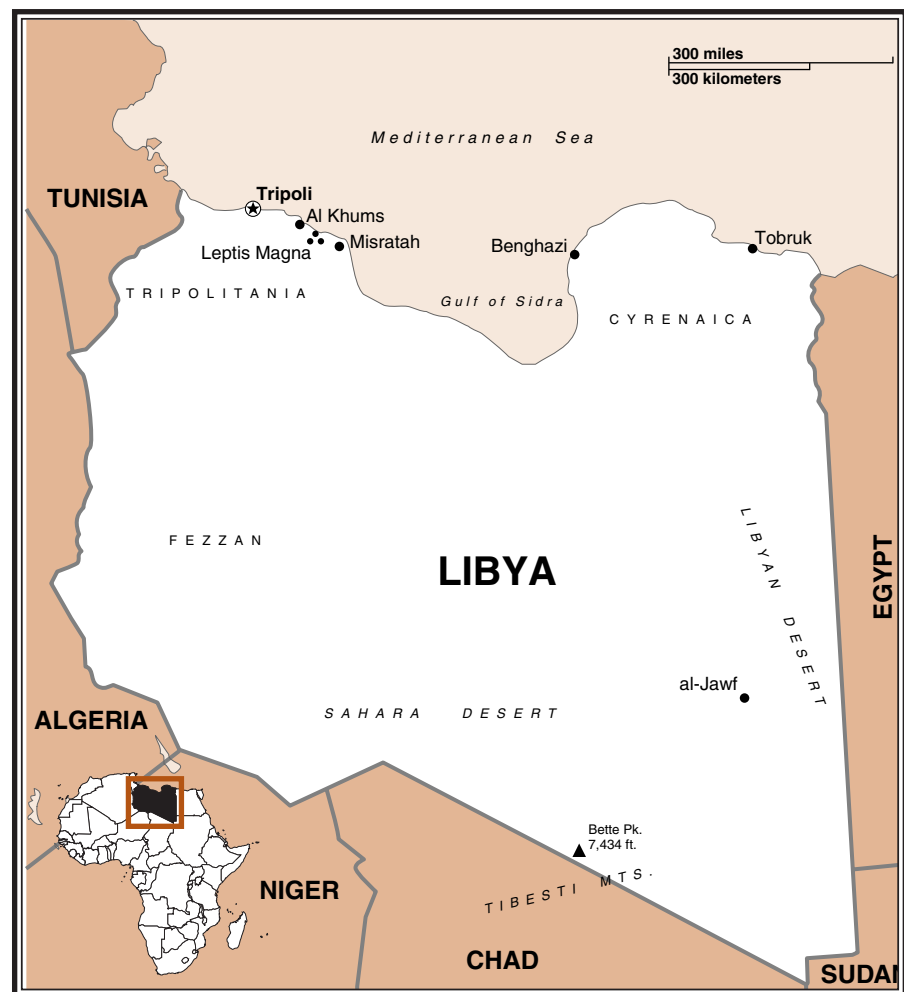 300 miles
300 kilometers
Mediterranean Sea
TUNISIA
Tripoli
Al Khums
Misratah
Leptis Magna
Benghazi
Tobruk
TRIPOLITANIA
Gulf of Sidra
CYRENAICA
FEZZAN
LIBYA
LIBYAN DESERT
EGYPT
al-Jawf
SAHARA DESERT
ALGERIA
Bette Pk.
7,434 ft.
TIBESTI MTS.
NIGER
CHAD
SUDAN